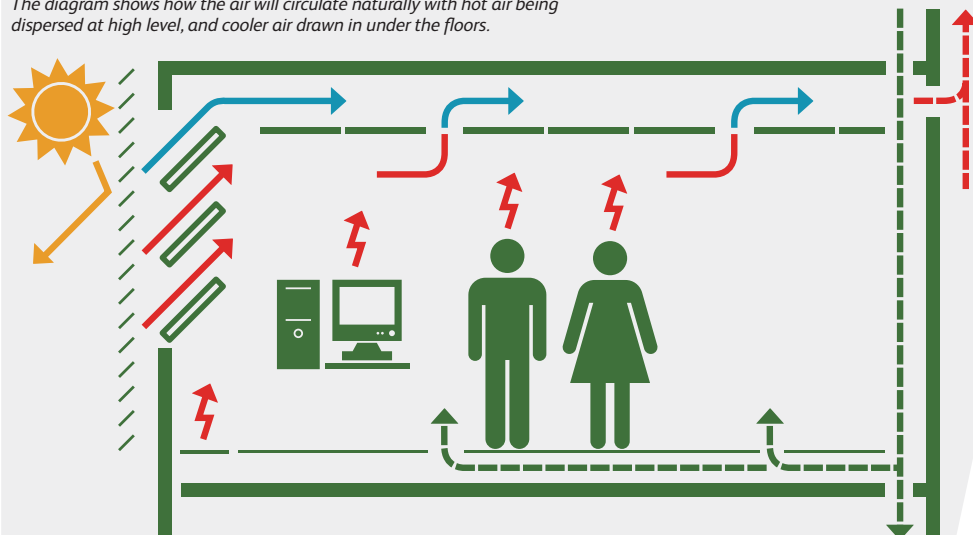 The diagram shows how the air will circulate naturally with hot air being
dispersed at high level, and cooler air drawn in under the floors.